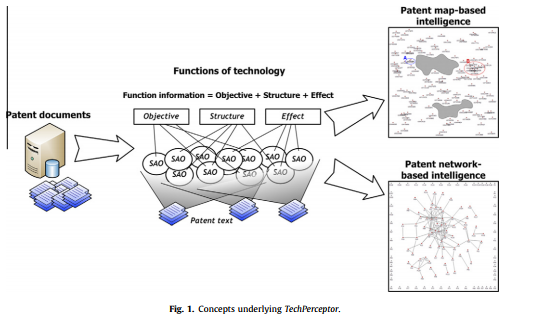 Patent map-based
intelligence
Functions of technology
Function information = Objective + Structure + Effect
Patent documents
Objective
Structure
Effect
A
B
SAO
SAO
SAO
SAO
SAO
SAO
SAO
SAO
SAO
SAO
SAO
Patent text
Patent network-
based intelligence
Fig. 1. Concepts underlying TechPerceptor.